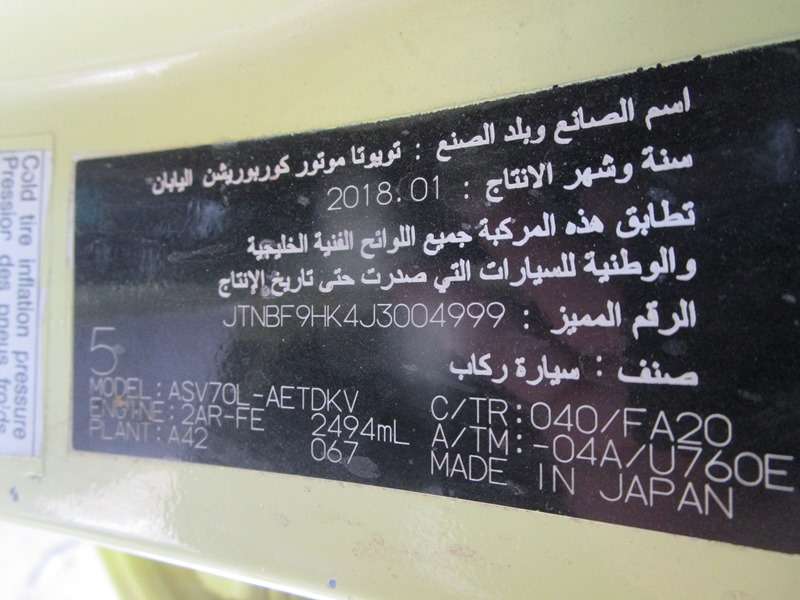 اسم الصانع وبلد الصنع : تويوتا موتور كوربوريشن اليابان
سنة وشهر الانتاج : 2018.01
تطابق هذه المركبة جميع اللوائح الفنية الخليجية
والوطنية للسيارات التي صدرت حتى تاريخ الإنتاج
الرقم المميز : JTNBF9HK4J3004999
صنف : سيارة ركاب
5
MODEL:ASV70L-AETDKV C/TR:040/FA20
ENGINE:2AR-FE 2494mL A/TM:-04A/U760E
PLANT:A42 067 MADE IN JAPAN
Cold tire inflation pressure
Pression des pneus froids